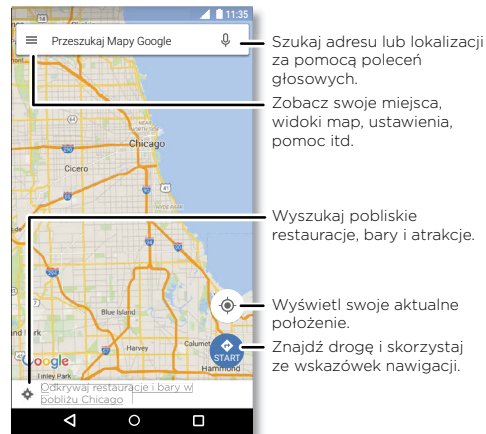 11:35
Przeszukaj Mapy Google
Szukaj adresu lub lokalizacji
za pomocą poleceń
głosowych.
Zobacz swoje miejsca,
widoki map, ustawienia,
pomoc itd.
Chicago
Cicero
Wyszukaj pobliskie
restauracje, bary i atrakcje.
Blue Island
Wyświetl swoje aktualne
położenie.
Harvey
Calumet
START
Znajdź drogę i skorzystaj
ze wskazówek nawigacji.
Google
Hammond
Tinley Park
Odkrywaj restauracje i bary w
pobliżu Chicago